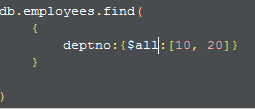 db.employees.find(
{
deptno:{$all:[10, 20]}
}
)